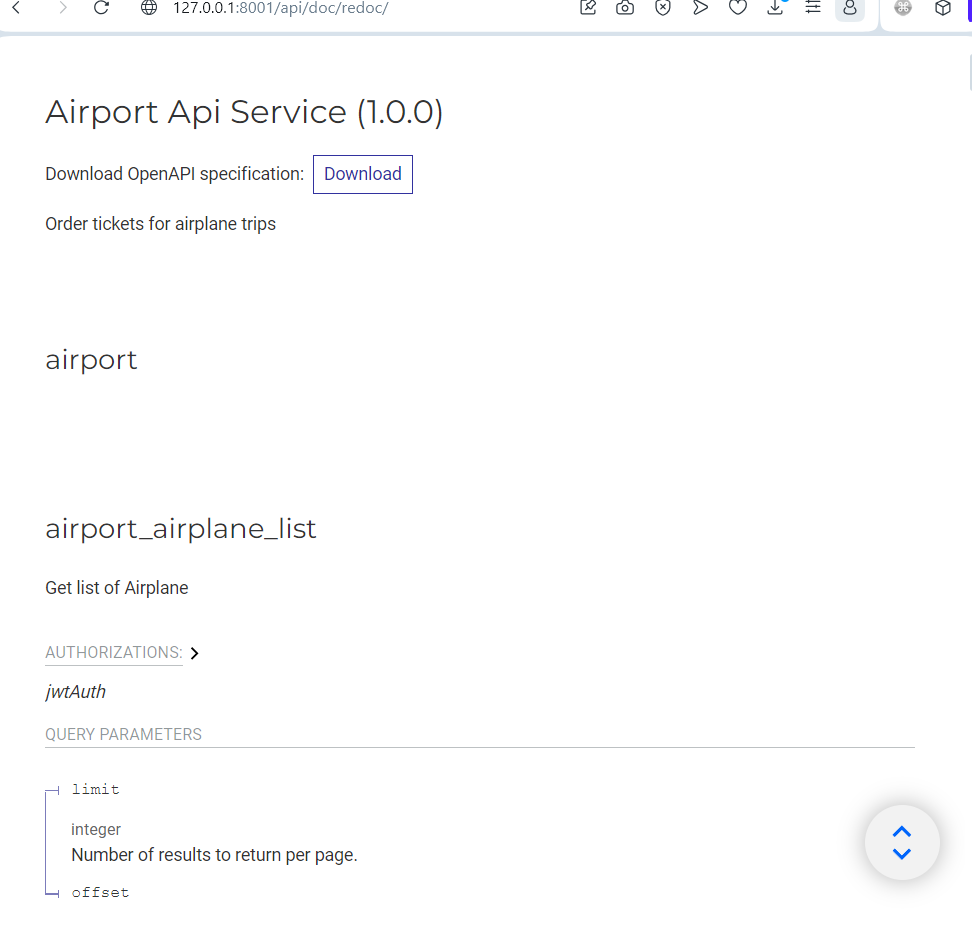 127.0.0.1:8001/api/doc/redoc/
Airport Api Service (1.0.0)
Download OpenAPI specification: Download
Order tickets for airplane trips
airport
airport_airplane_list
Get list of Airplane
AUTHORIZATIONS:
jwtAuth
QUERY PARAMETERS
limit
integer
Number of results to return per page.
offset